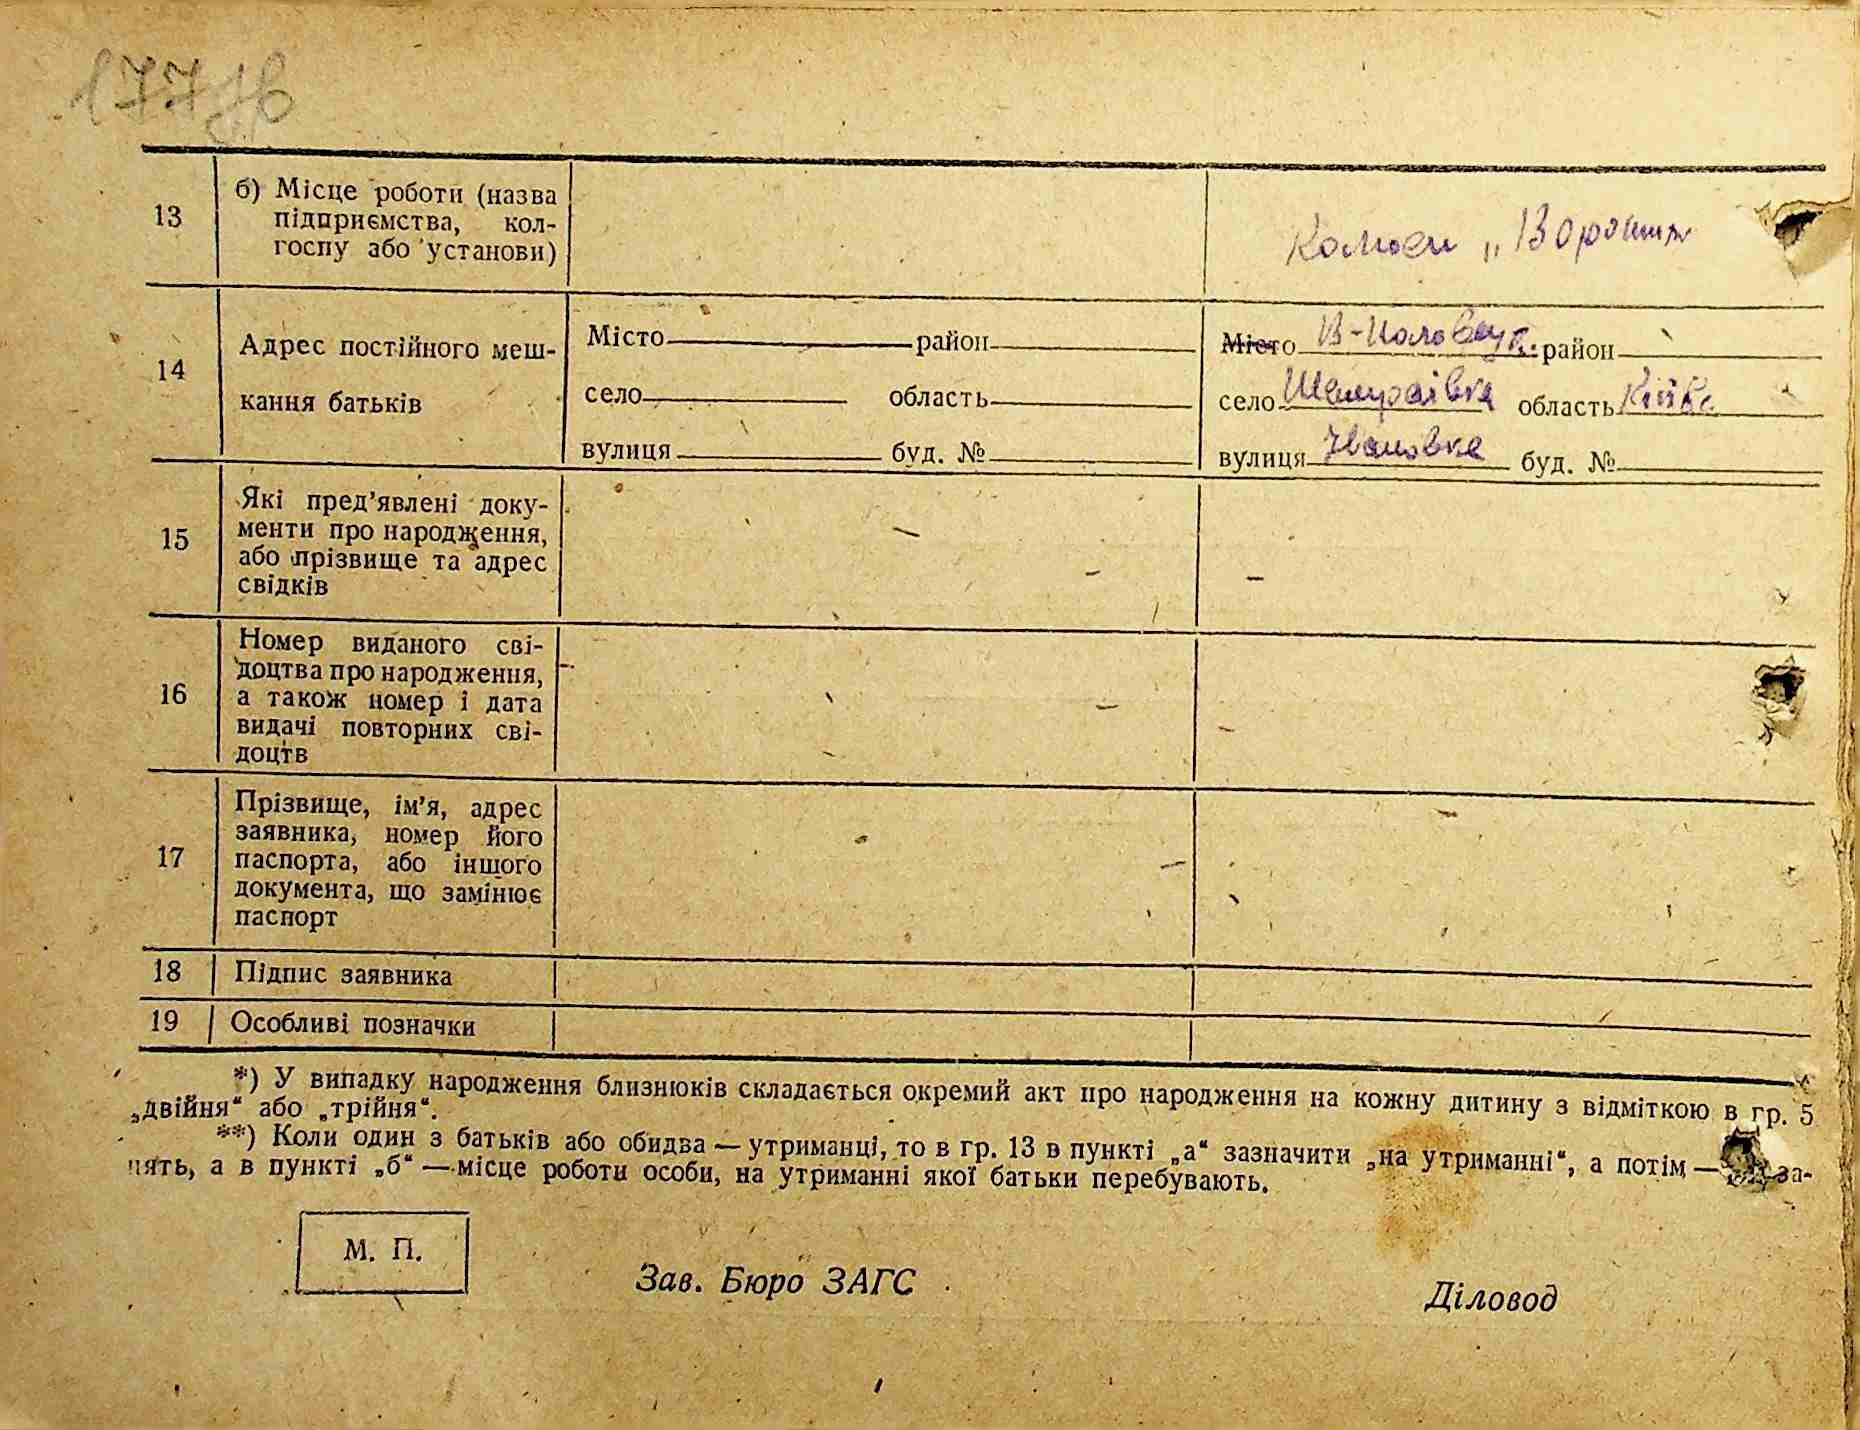 177
13
б) Місце роботи (назва
підприємства, кол-
госпу або установи)
14
Адрес постійного меш-
кання батьків
Місто район
село область
вулиця буд. №
Місто район
село область
вулиця Івановка буд. №
15
Які пред'явлені доку-
менти про народження,
або прізвище та адрес
свідків
16
Номер виданого сві-
доцтва про народження,
а також номер і дата
видачі повторних сві-
доцтв
17
Прізвище, ім'я, адрес
заявника, номер його
паспорта, або іншого
документа, що замінює
паспорт
18
Підпис заявника
19
Особливі позначки
*) У випадку народження близнюків складається окремий акт про народження на кожну дитину з відміткою в гр. 5
„двійня“ або „трійня“.
**) Коли один з батьків або обидва — утриманці, то в гр. 13 в пункті „а“ зазначити „на утриманні“, а потім — за-
нять, а в пункті „б“ — місце роботи особи, на утриманні якої батьки перебувають.
М. П.
Зав. Бюро ЗАГС
Діловод